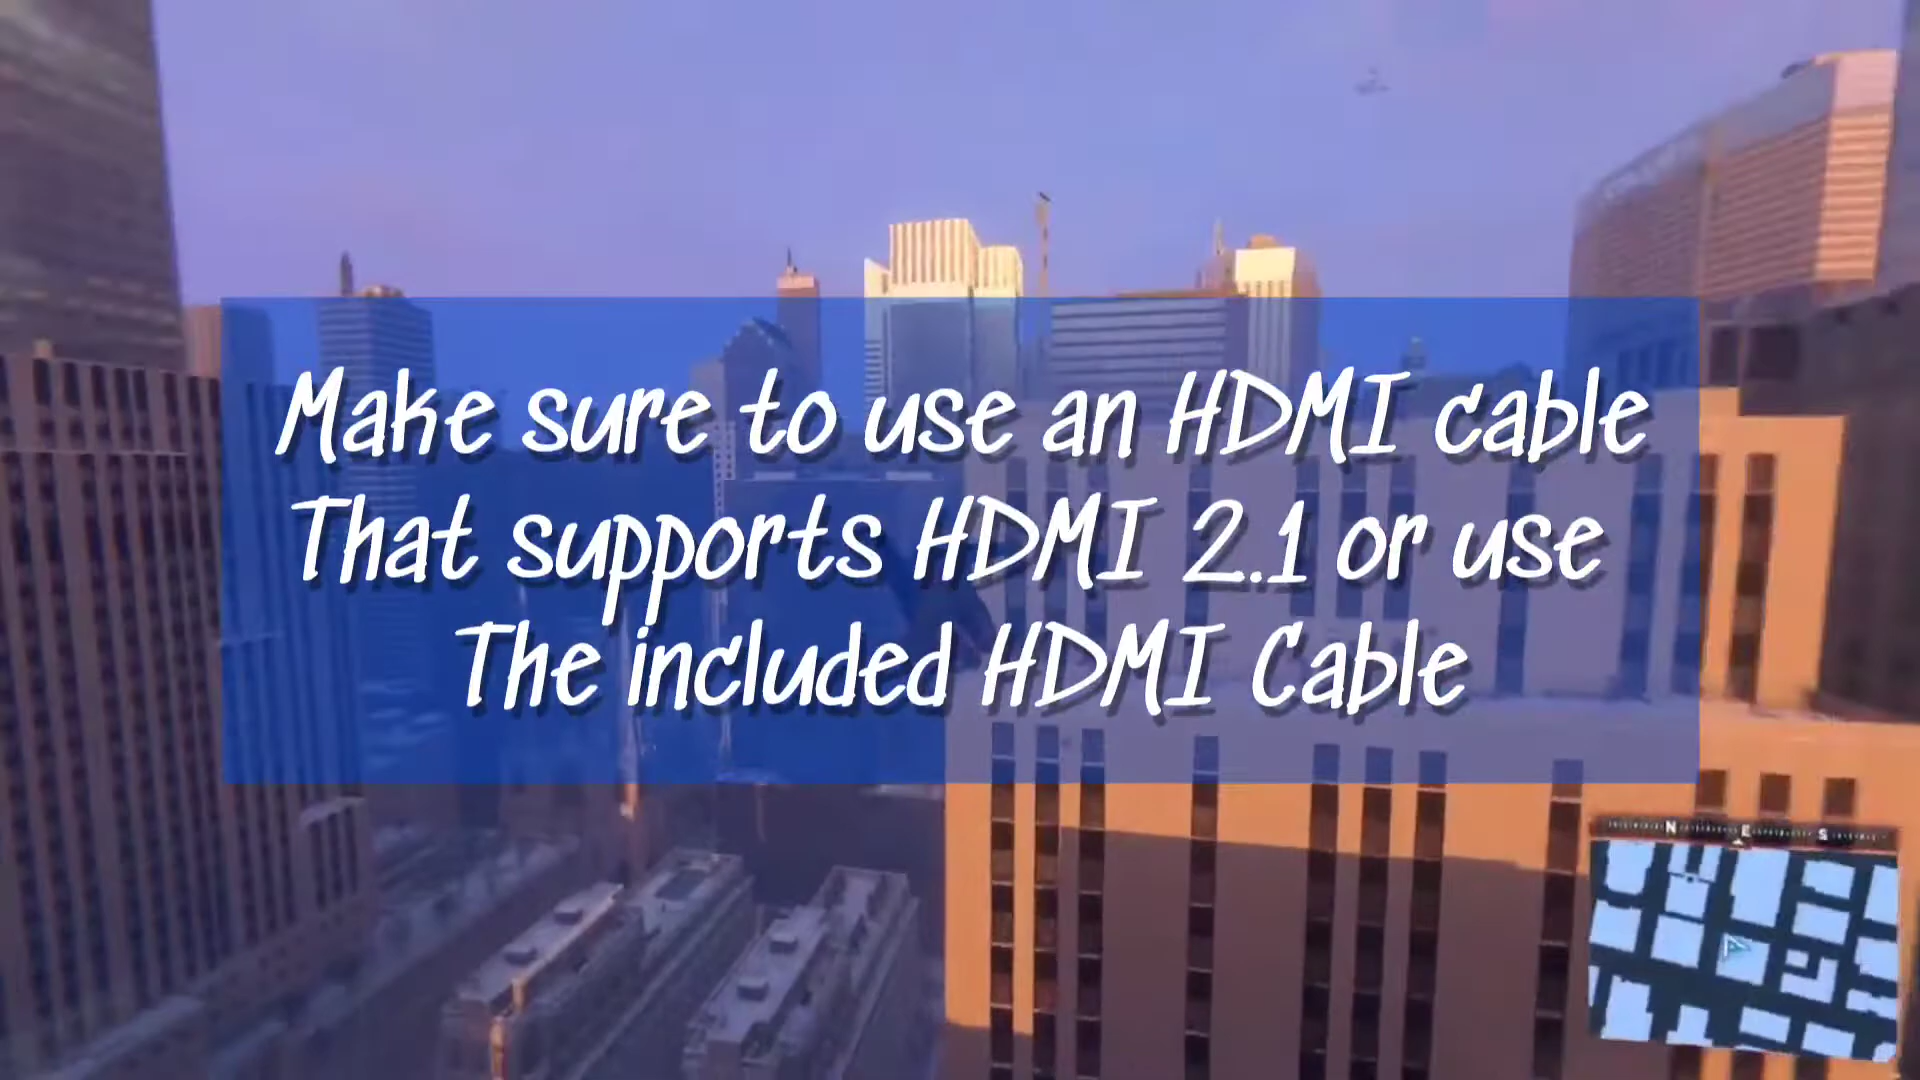 Make sure to use an HDMI cable
That supports HDMI 2.1 or use
The included HDMI Cable
N E S